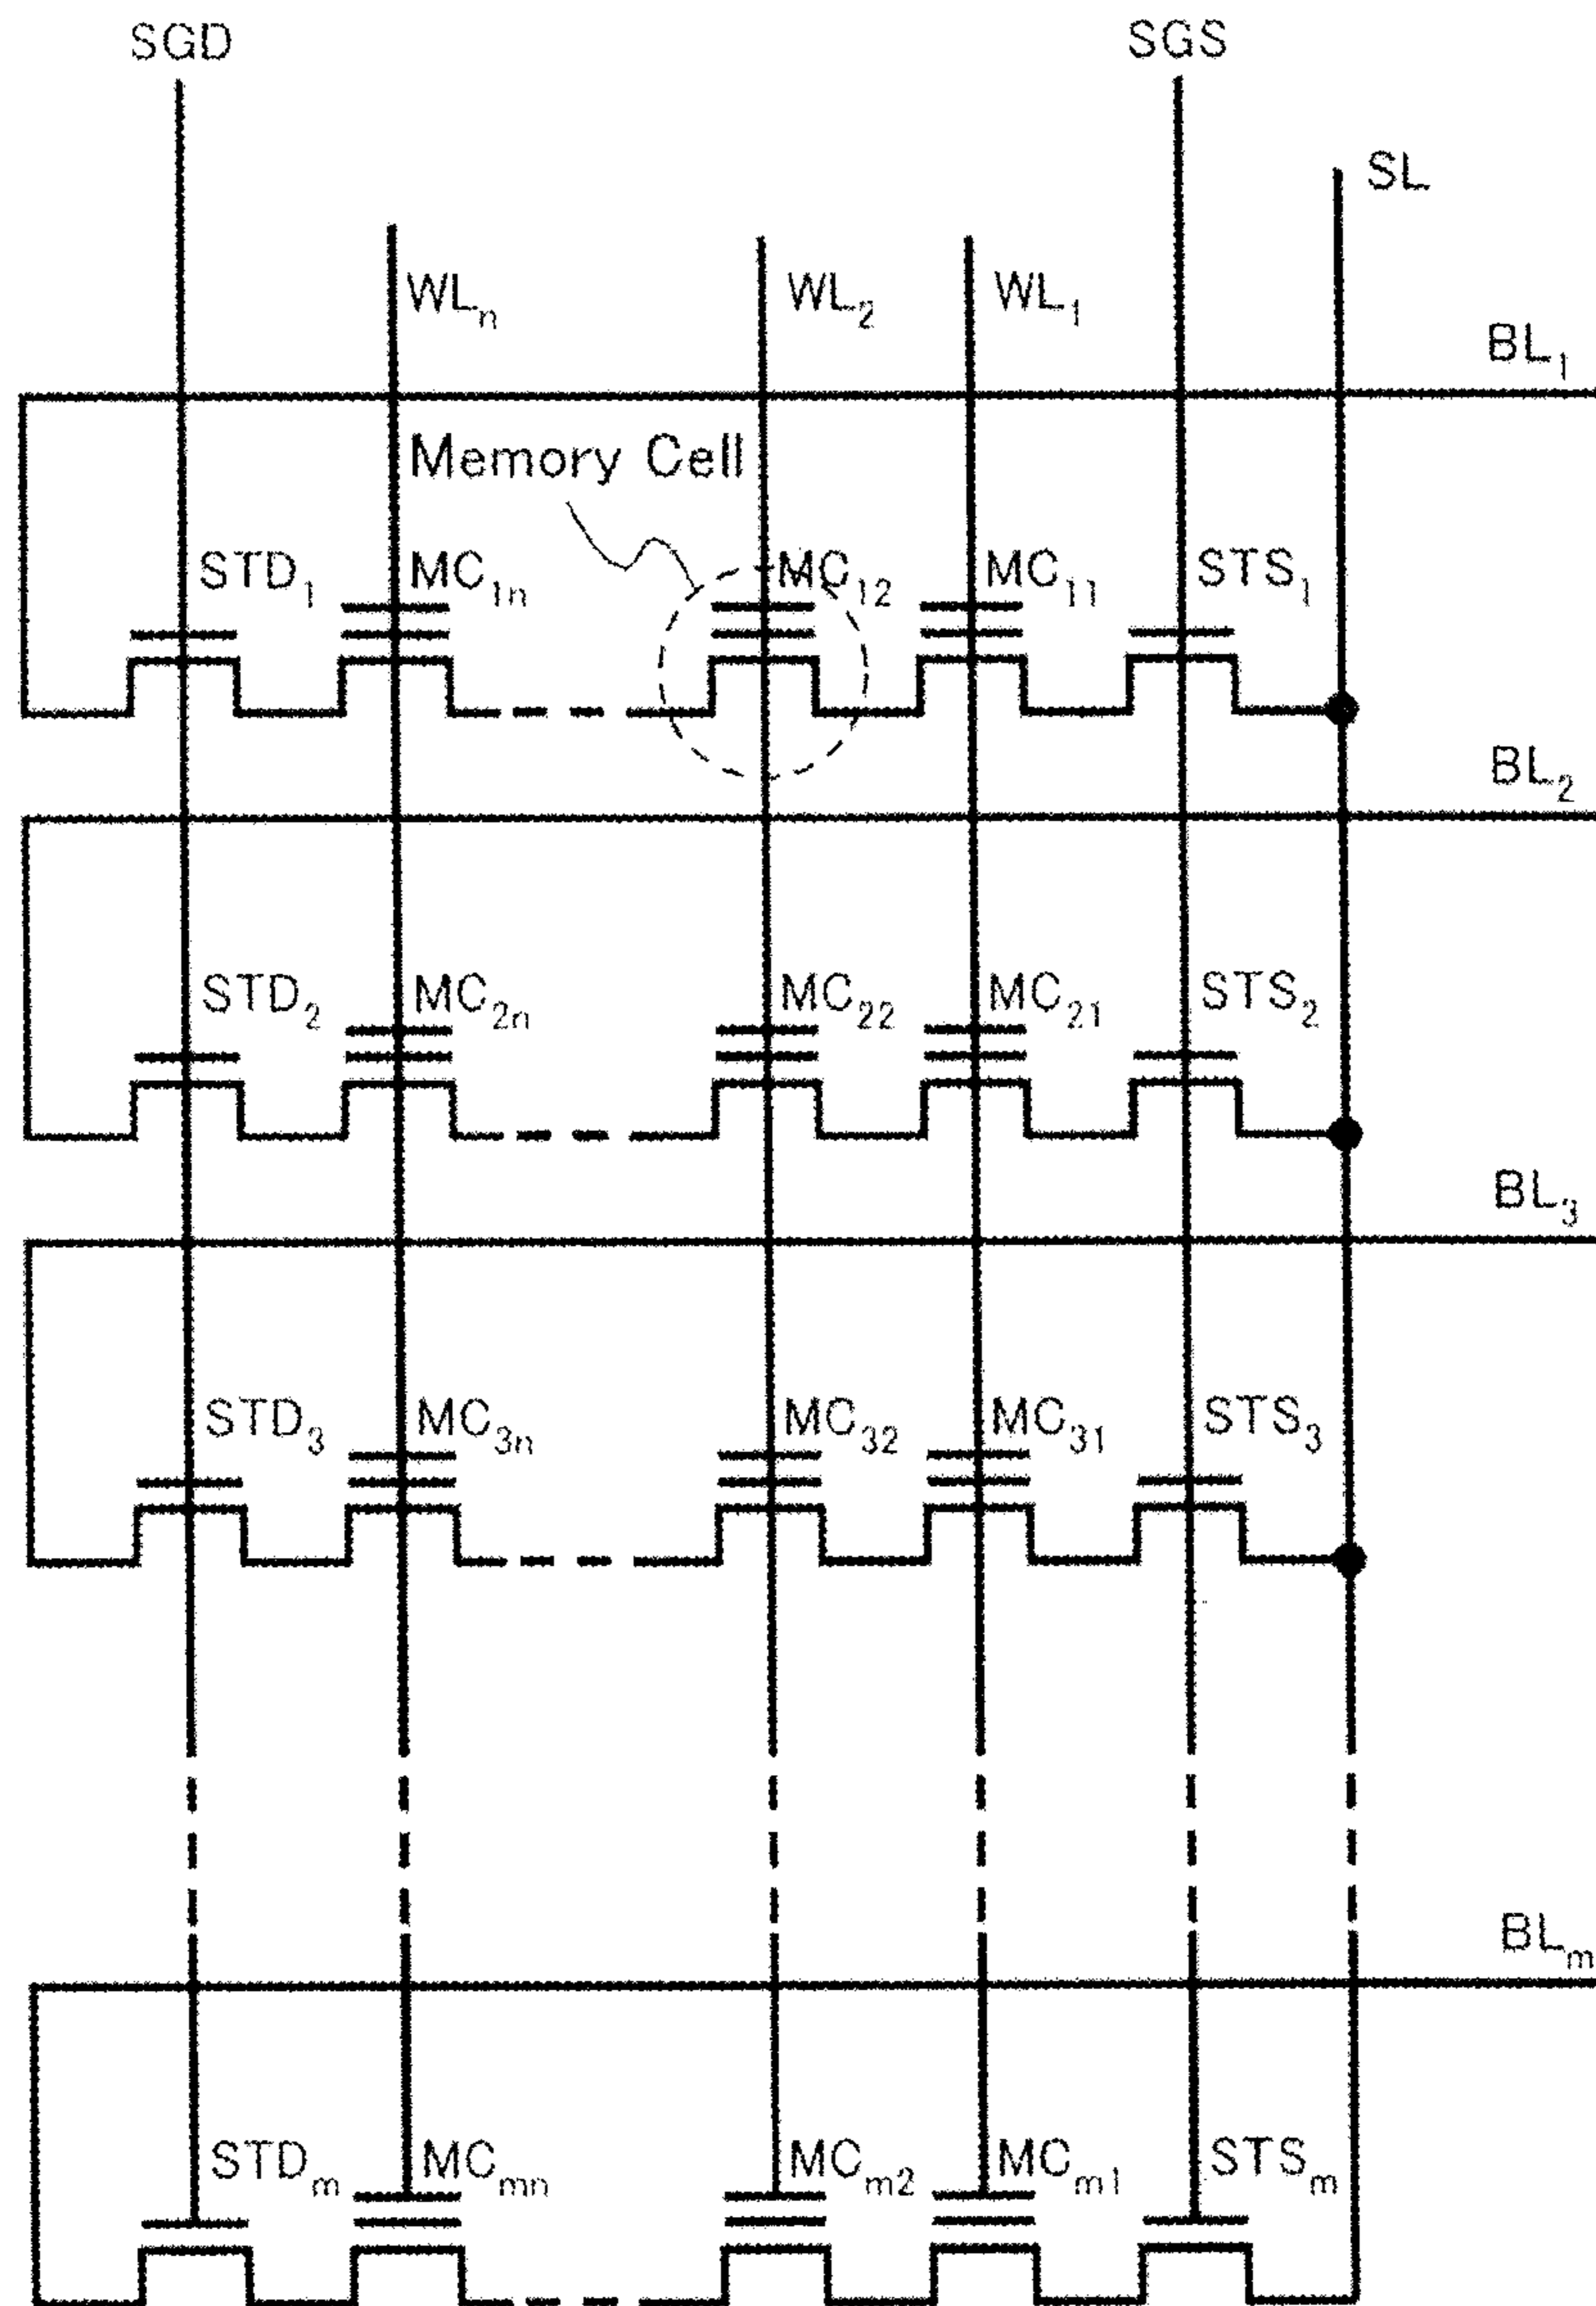 SGD SGS
SL
WLn WL2 WL1
BL1
Memory Cell
STD1 MC1n MC12 MC11 STS1
BL2
STD2 MC2n MC22 MC21 STS2
BL3
STD3 MC3n MC32 MC31 STS3
BLm
STDm MCmn MCm2 MCm1 STSm